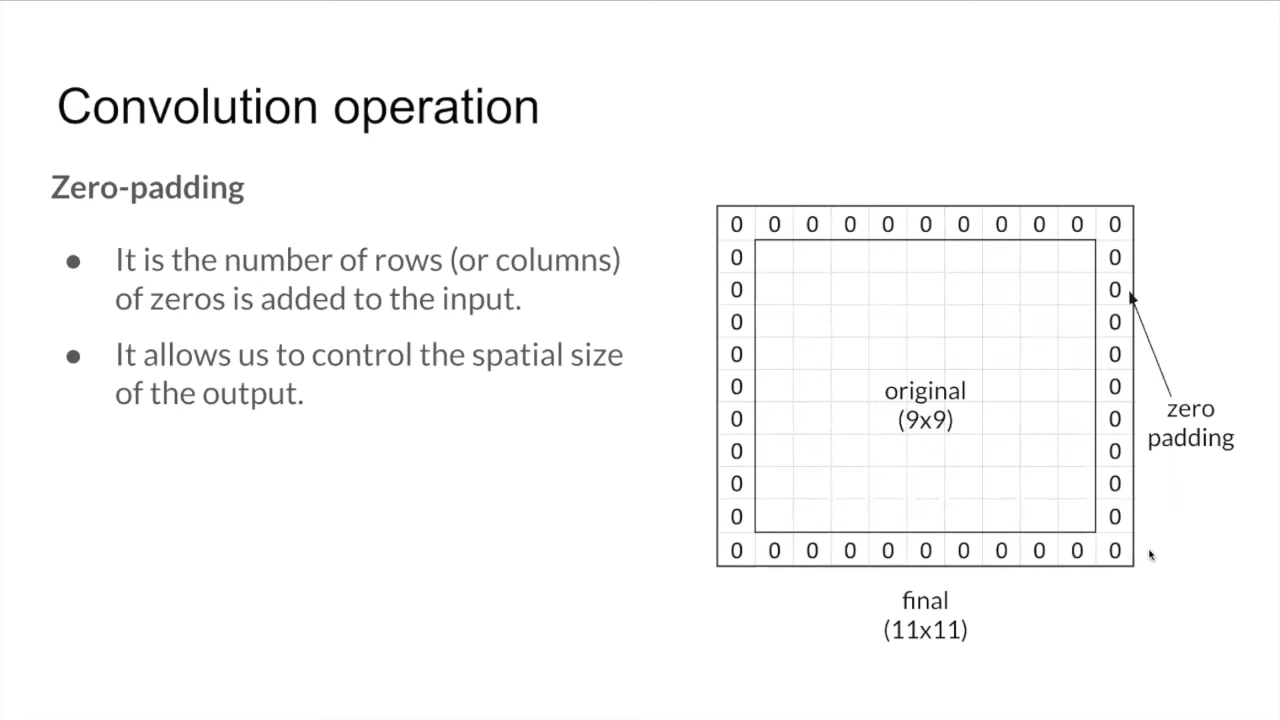 Convolution operation
Zero-padding
● It is the number of rows (or columns)
of zeros is added to the input.
● It allows us to control the spatial size
of the output.
0 0 0 0 0 0 0 0 0 0 0
0 0
0 0
0 0
0 0
0 0
0 0
0 0
0 0
0 0
0 0 0 0 0 0 0 0 0 0 0
original
(9x9)
zero
padding
final
(11x11)